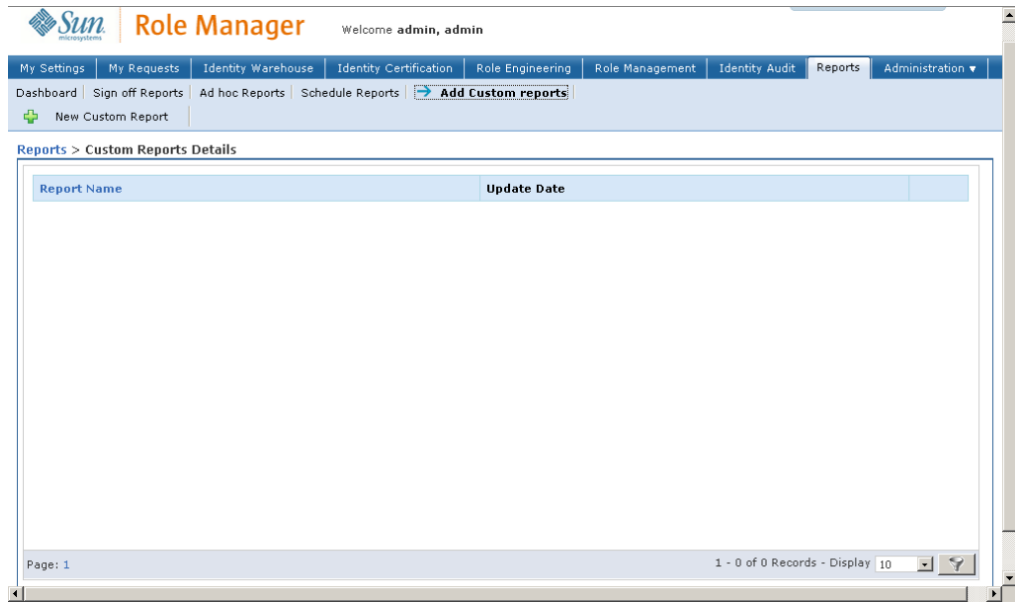 Sun microsystems Role Manager Welcome admin, admin
My Settings My Requests Identity Warehouse Identity Certification Role Engineering Role Management Identity Audit Reports Administration ▼
Dashboard Sign off Reports Ad hoc Reports Schedule Reports Add Custom reports
New Custom Report
Reports > Custom Reports Details
Report Name Update Date
Page: 1 1 - 0 of 0 Records - Display 10